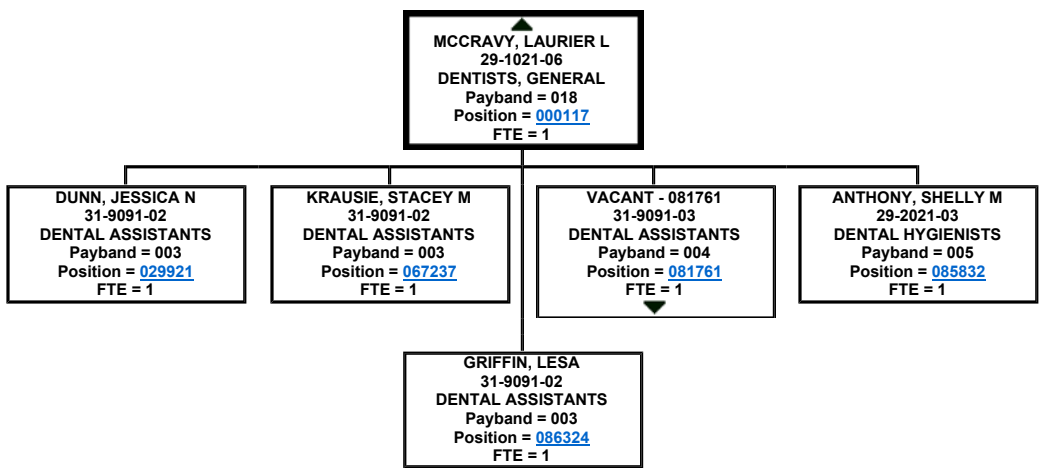 MCCRAVY, LAURIER L
29-1021-06
DENTISTS, GENERAL
Payband = 018
Position = 000117
FTE = 1
DUNN, JESSICA N
31-9091-02
DENTAL ASSISTANTS
Payband = 003
Position = 029921
FTE = 1
KRAUSIE, STACEY M
31-9091-02
DENTAL ASSISTANTS
Payband = 003
Position = 067237
FTE = 1
VACANT - 081761
31-9091-03
DENTAL ASSISTANTS
Payband = 004
Position = 081761
FTE = 1
ANTHONY, SHELLY M
29-2021-03
DENTAL HYGIENISTS
Payband = 005
Position = 085832
FTE = 1
GRIFFIN, LESA
31-9091-02
DENTAL ASSISTANTS
Payband = 003
Position = 086324
FTE = 1